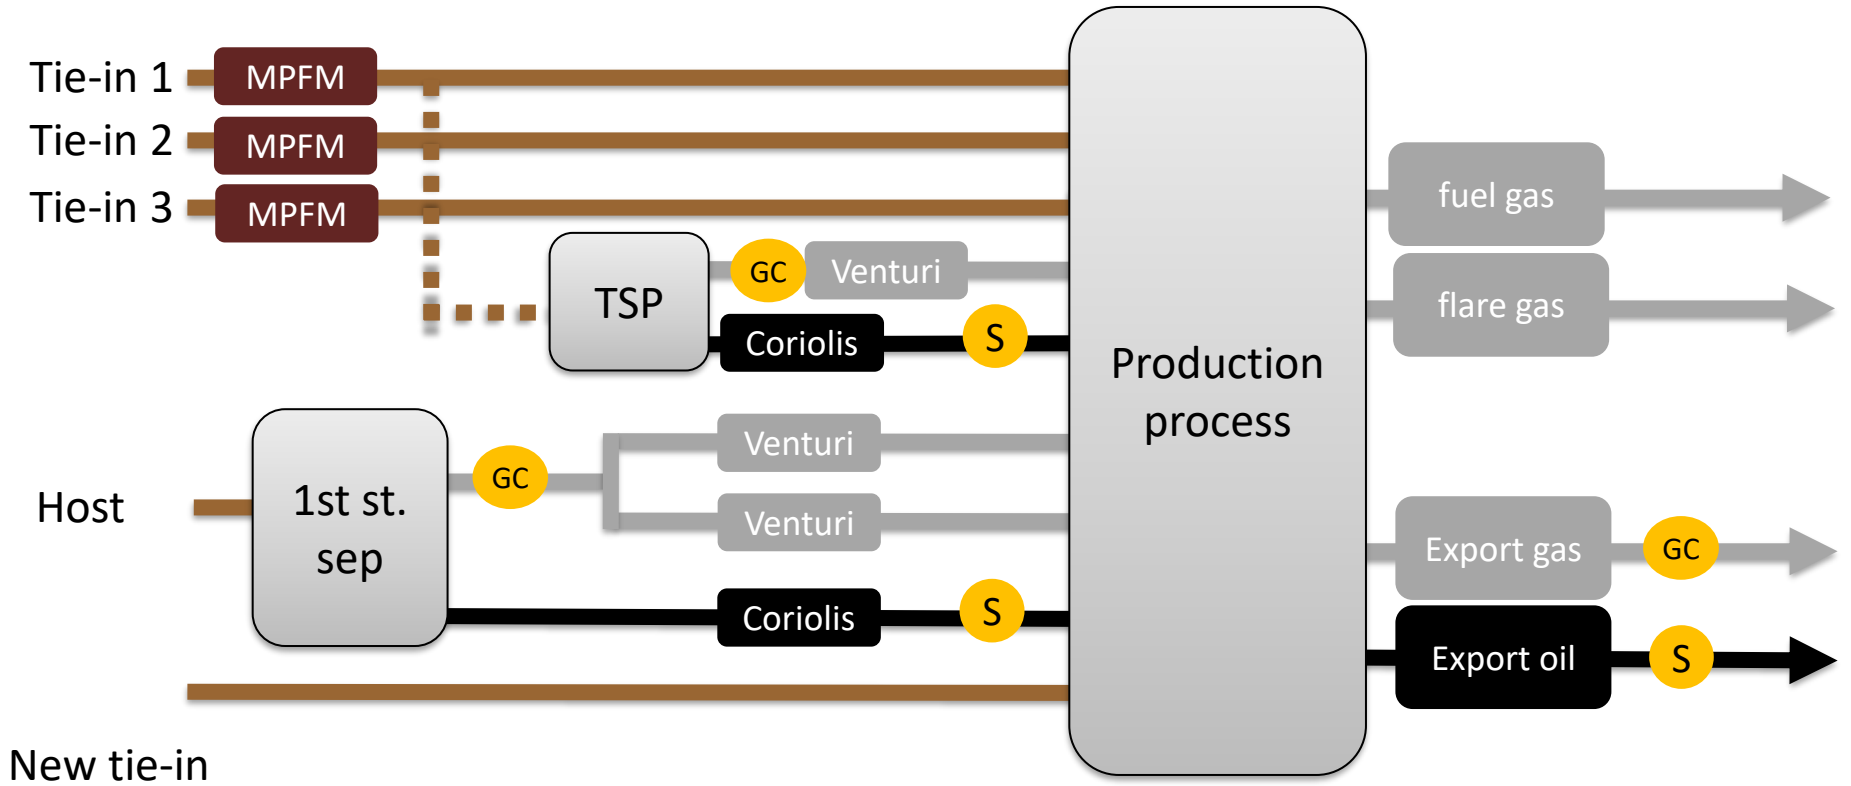 Tie-in 1
MPFM
Tie-in 2
MPFM
Tie-in 3
MPFM
TSP
GC
Venturi
Coriolis
S
Host
1st st.
sep
GC
Venturi
Venturi
Coriolis
S
New tie-in
Production
process
fuel gas
flare gas
Export gas
GC
Export oil
S